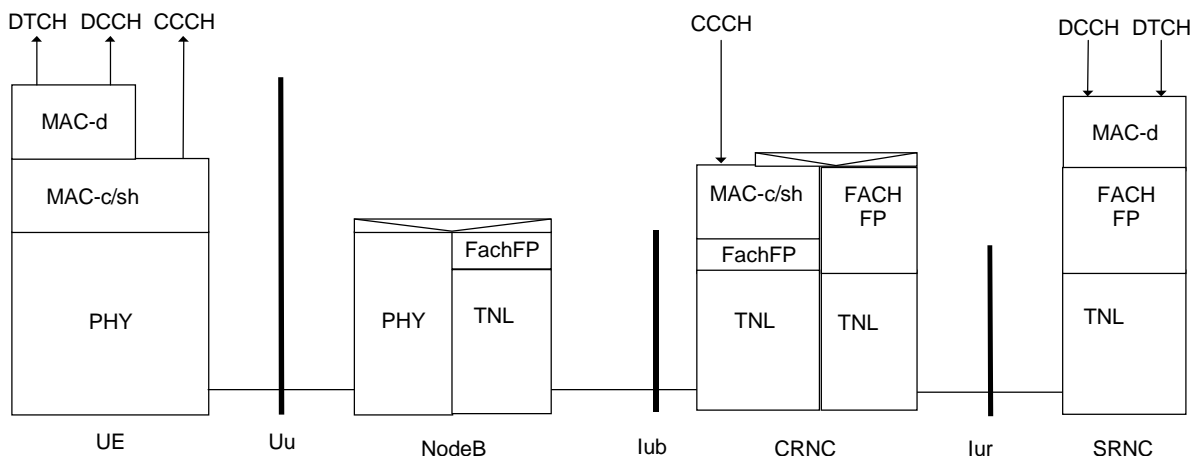 DTCH DCCH CCCH CCCH DCCH DTCH
MAC-d MAC-d
MAC-c/sh MAC-c/sh FACH FACH
FP FP
FachFP FachFP
PHY PHY TNL TNL TNL TNL
UE Uu NodeB Iub CRNC Iur SRNC